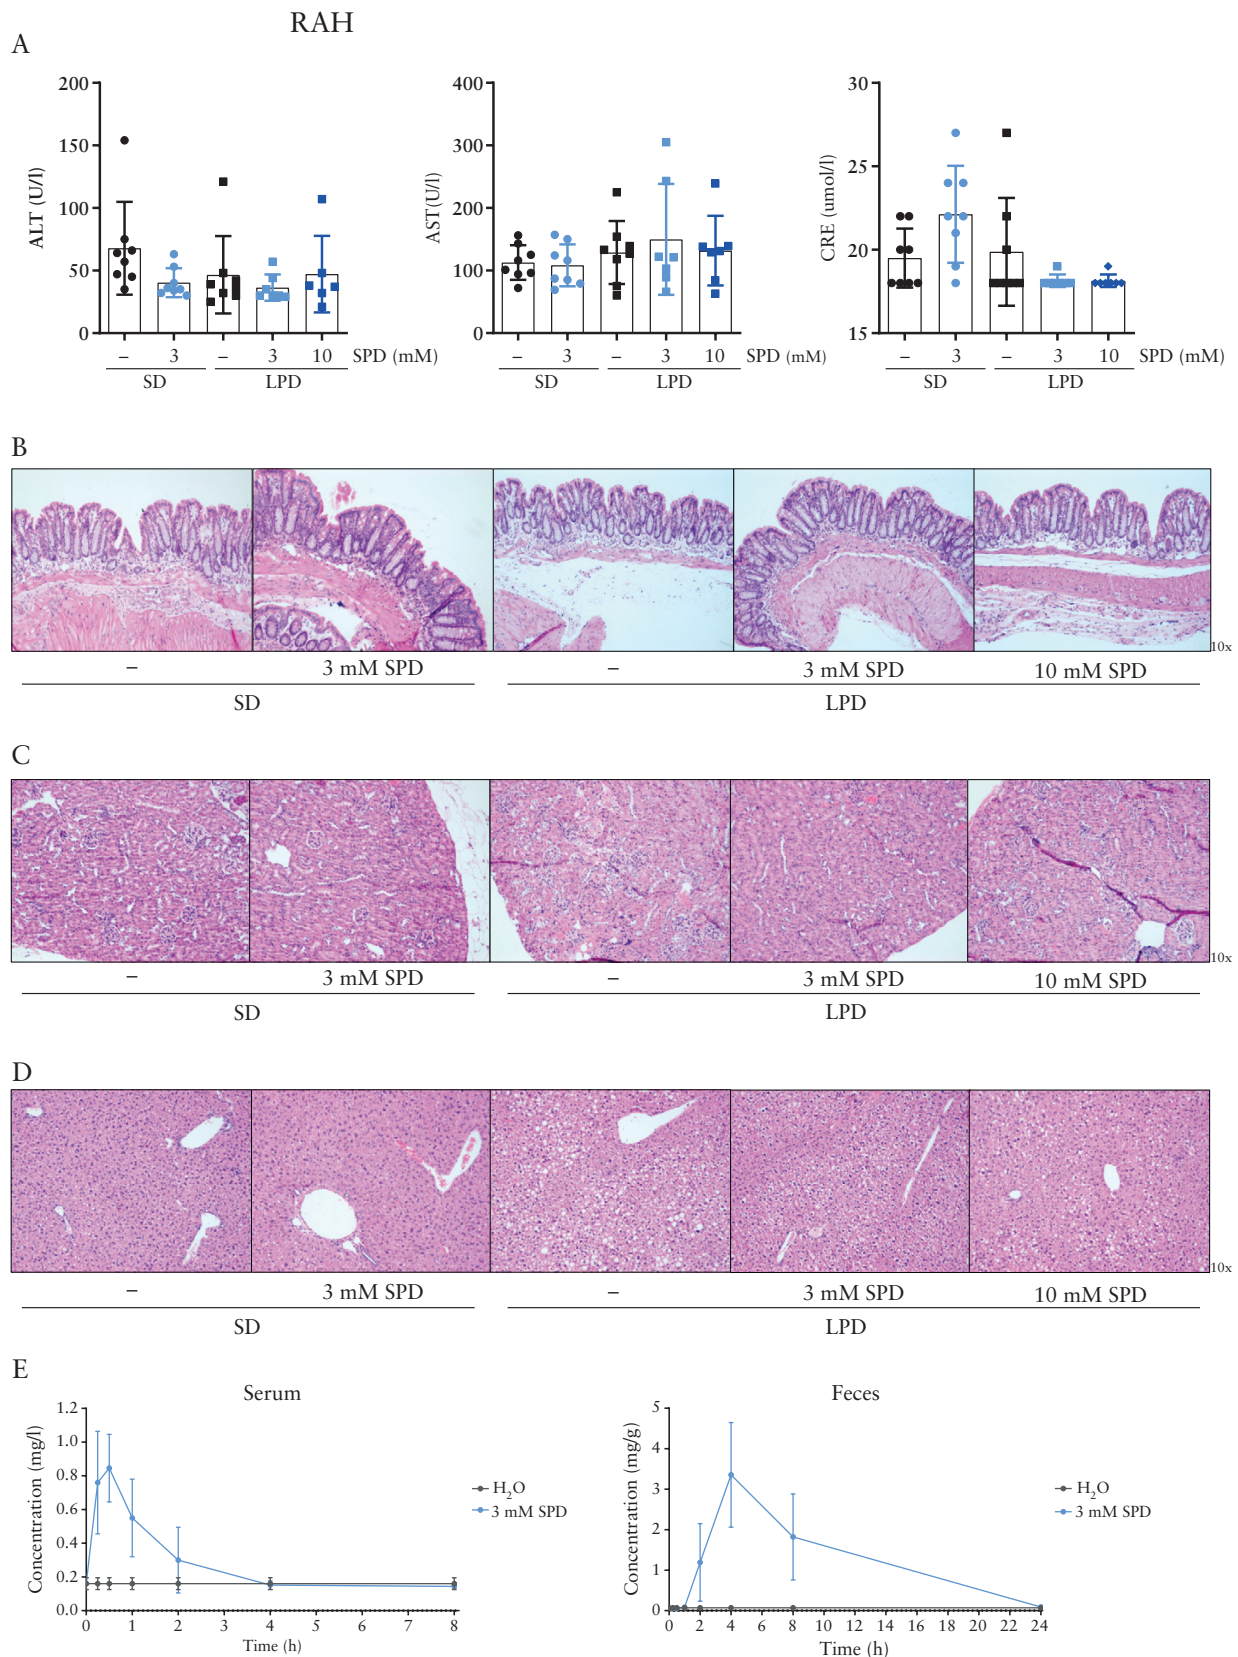 RAH
A
ALT (U/l)
200
150
100
50
0
– 3 – 3 10 SPD (mM)
SD LPD
AST(U/l)
400
300
200
100
0
– 3 – 3 10 SPD (mM)
SD LPD
CRE (umol/l)
30
25
20
15
– 3 – 3 10 SPD (mM)
SD LPD
B
10x
– 3 mM SPD – 3 mM SPD 10 mM SPD
SD LPD
C
10x
– 3 mM SPD – 3 mM SPD 10 mM SPD
SD LPD
D
10x
– 3 mM SPD – 3 mM SPD 10 mM SPD
SD LPD
E
Serum
Concentration (mg/l)
1.2
1.0
0.8
0.6
0.4
0.2
0.0
0 1 2 3 4 5 6 7 8
Time (h)
H₂O
3 mM SPD
Feces
Concentration (mg/g)
5
4
3
2
1
0
0 2 4 6 8 10 12 14 16 18 20 22 24
Time (h)
H₂O
3 mM SPD